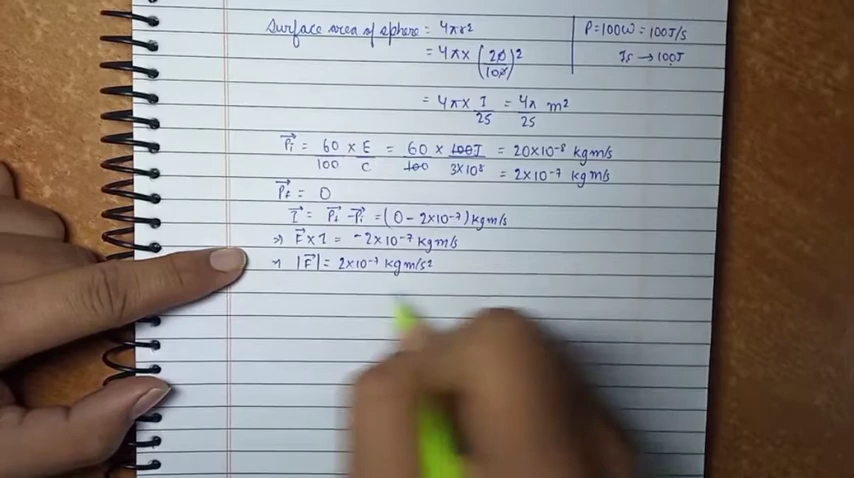 Surface area of sphere = 4πr²
= 4π × (20/100)²
= 4π × 1/25 = 4π/25 m²
P = 100W = 100J/s
1s → 100J
P⃗i = 60/100 × E/c = 60/100 × 100J/3×10⁸ = 20×10⁻⁸ kgm/s
= 2×10⁻⁷ kgm/s
P⃗f = 0
I⃗ = P⃗f - P⃗i = (0 - 2×10⁻⁷) kgm/s
⇒ F⃗ × 1 = -2×10⁻⁷ kgm/s
⇒ |F⃗| = 2×10⁻⁷ kgm/s²